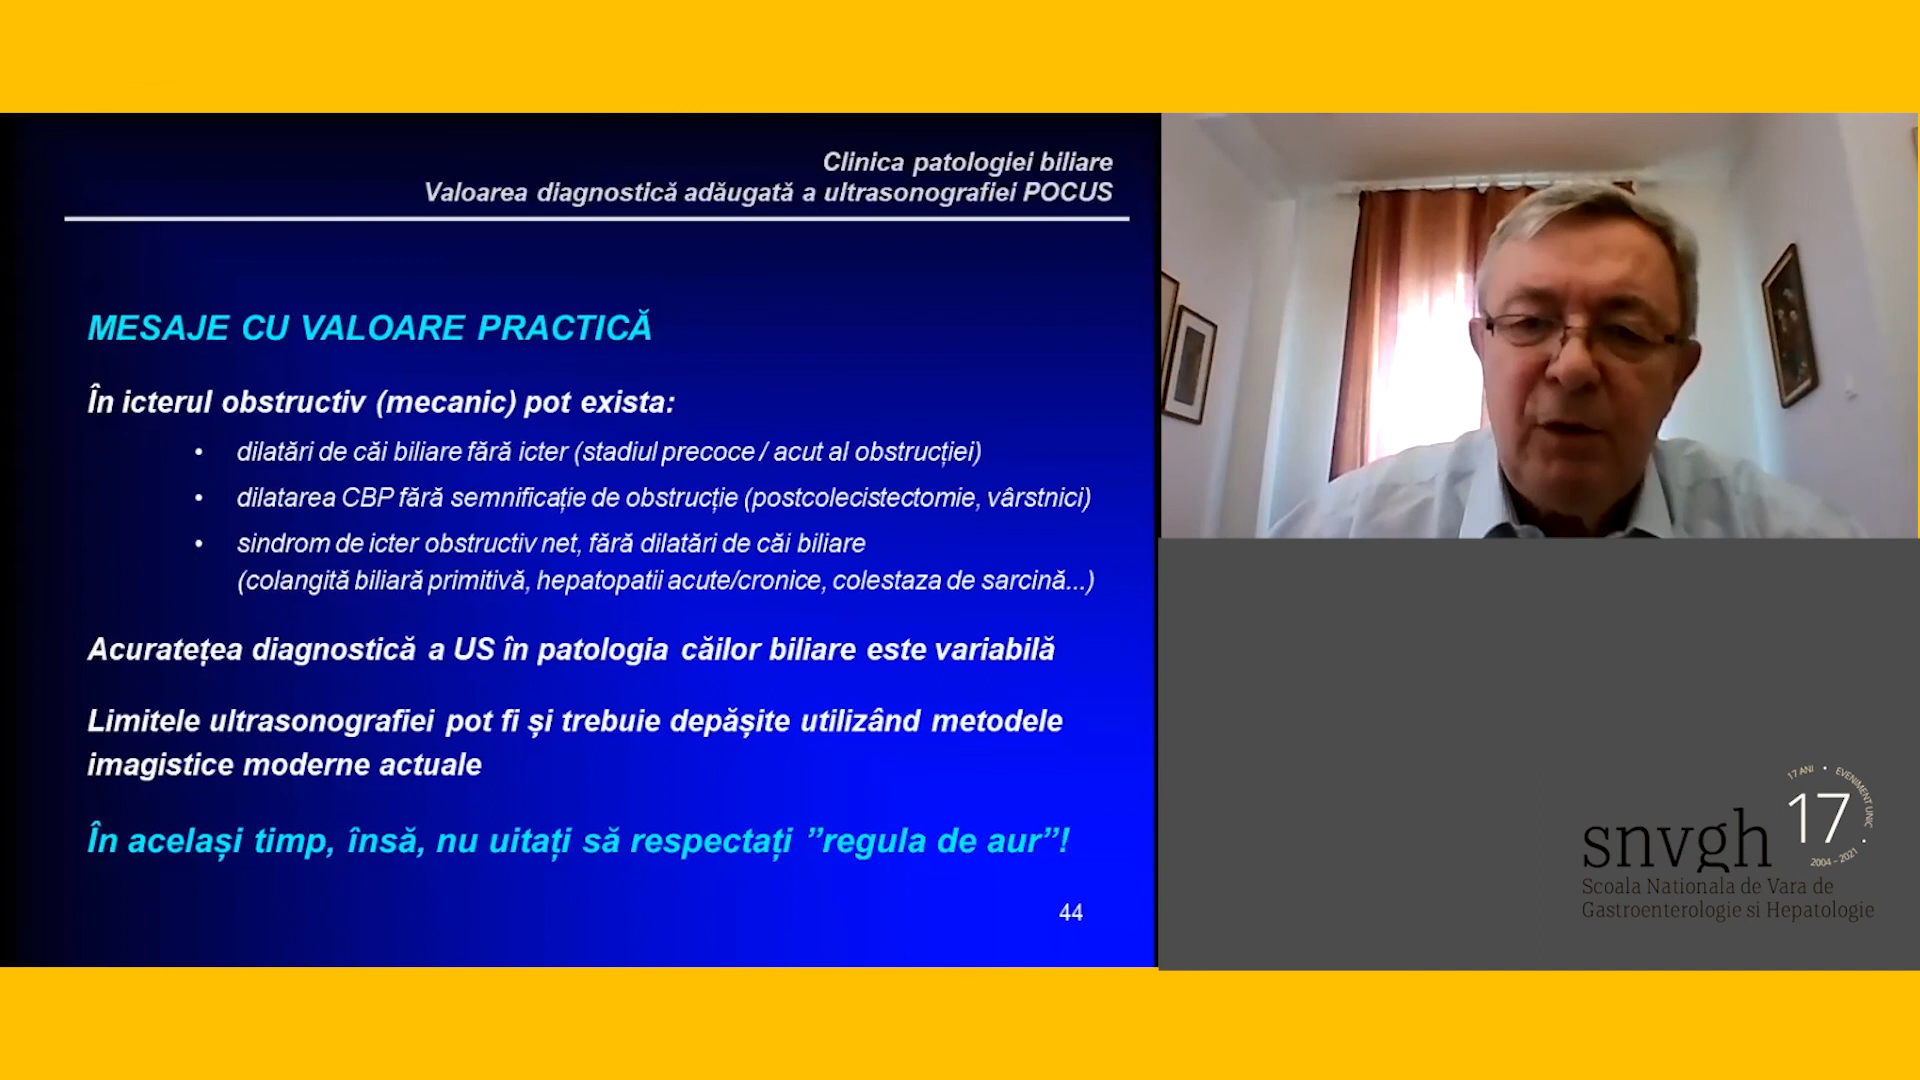 Clinica patologiei biliare
Valoarea diagnostică adăugată a ultrasonografiei POCUS
MESAJE CU VALOARE PRACTICĂ
În icterul obstructiv (mecanic) pot exista:
• dilatări de căi biliare fără icter (stadiul precoce / acut al obstrucției)
• dilatarea CBP fără semnificație de obstrucție (postcolecistectomie, vârstnici)
• sindrom de icter obstructiv net, fără dilatări de căi biliare
(colangită biliară primitivă, hepatopatii acute/cronice, colestaza de sarcină...)
Acuratețea diagnostică a US în patologia căilor biliare este variabilă
Limitele ultrasonografiei pot fi și trebuie depășite utilizând metodele
imagistice moderne actuale
În același timp, însă, nu uitați să respectați ”regula de aur”!
44
17 ANI • EVENIMENT UNIC •
17
2004 - 2021
snvgh
Scoala Nationala de Vara de
Gastroenterologie si Hepatologie